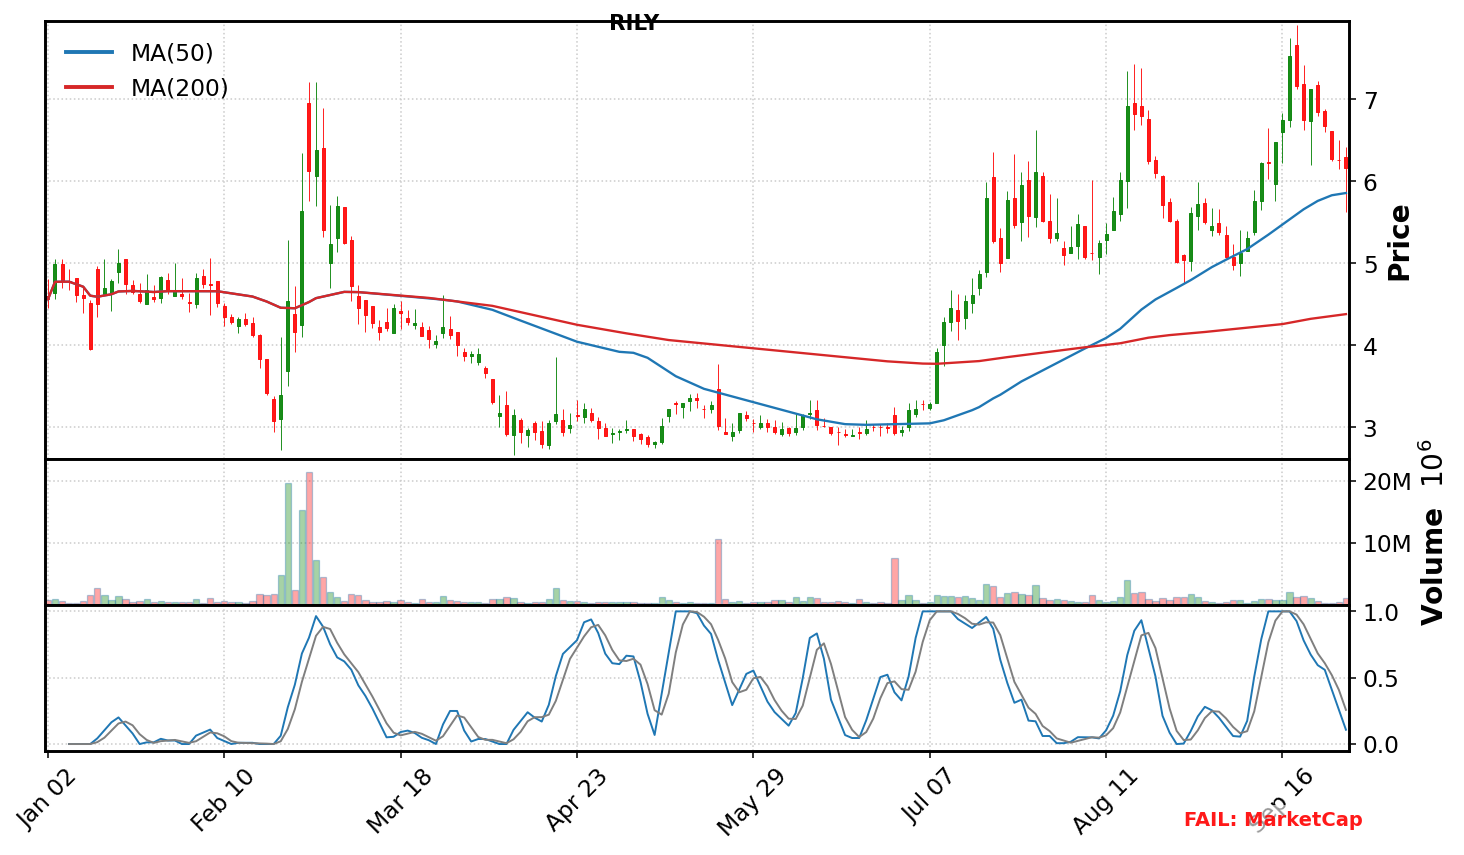 RILY
MA(50)
MA(200)
7
6
5
4
3
Price
20M
10M
Volume 10⁶
1.0
0.5
0.0
Jan 02
Feb 10
Mar 18
Apr 23
May 29
Jul 07
Aug 11
Sep 16
FAIL: MarketCap